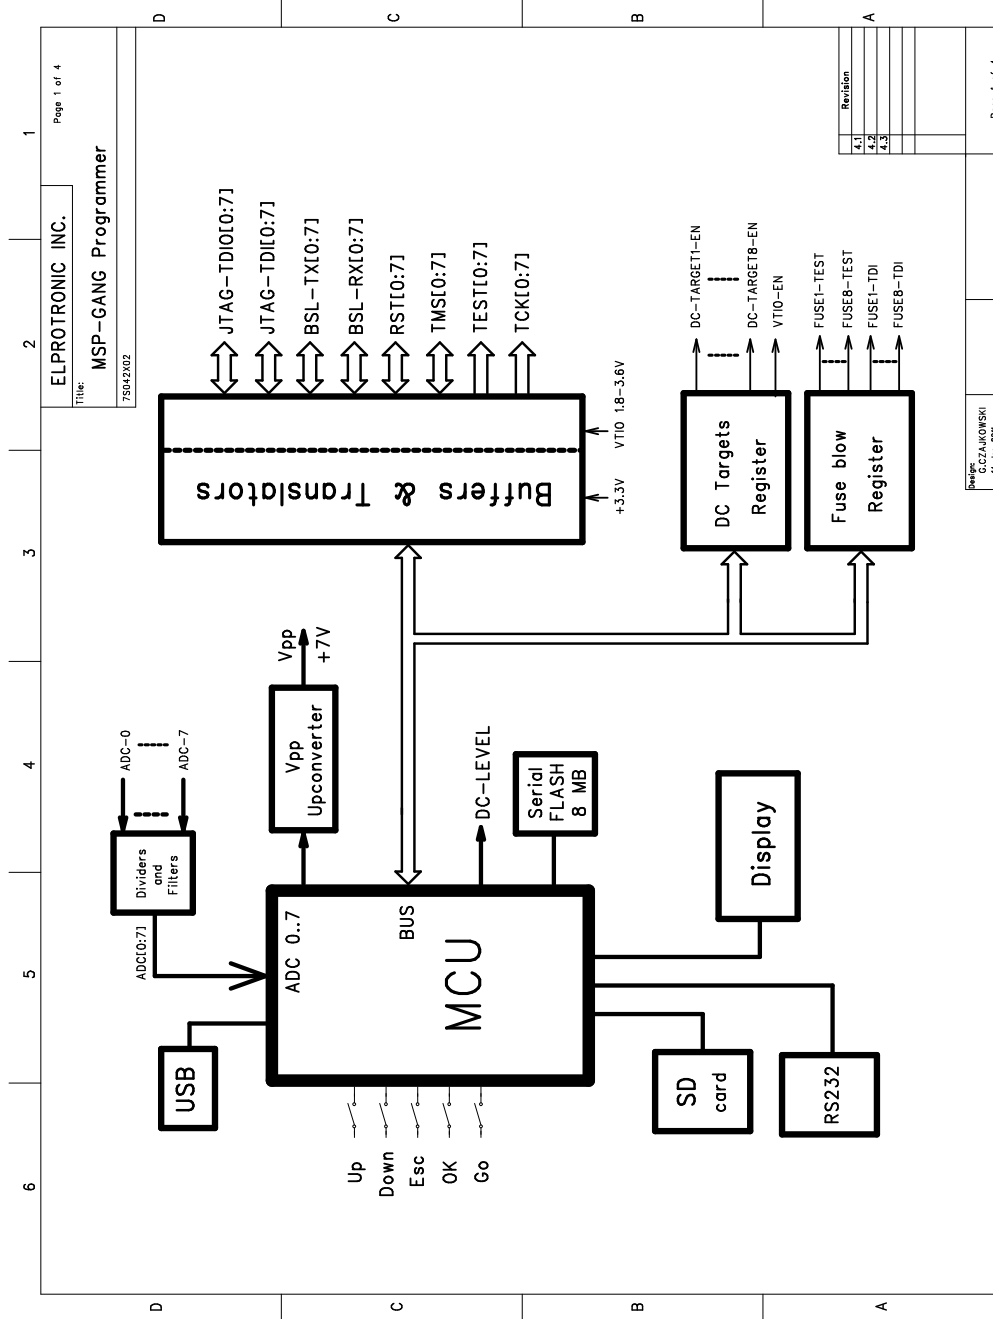 6
5
4
3
2
1
D
C
B
A
D
C
B
A
ELPROTRONIC INC.
Page 1 of 4
Title:
MSP-GANG Programmer
7S042X02
ADC-0
ADC-7
Dividers
and
Filters
ADC[0:7]
USB
Vpp
Upconverter
Vpp
+7V
ADC 0..7
BUS
MCU
DC-LEVEL
Serial
FLASH
8 MB
Up
Down
Esc
OK
Go
SD
card
RS232
Display
Buffers & Translators
JTAG-TDIO[0:7]
JTAG-TDI[0:7]
BSL-TX[0:7]
BSL-RX[0:7]
RST[0:7]
TMS[0:7]
TEST[0:7]
TCK[0:7]
+3.3V
VTIO 1.8-3.6V
DC Targets
Register
DC-TARGET1-EN
DC-TARGET8-EN
VTIO-EN
Fuse blow
Register
FUSE1-TEST
FUSE8-TEST
FUSE1-TDI
FUSE8-TDI
Revision
4.1
4.2
4.3
Design:
G.CZAJKOWSKI